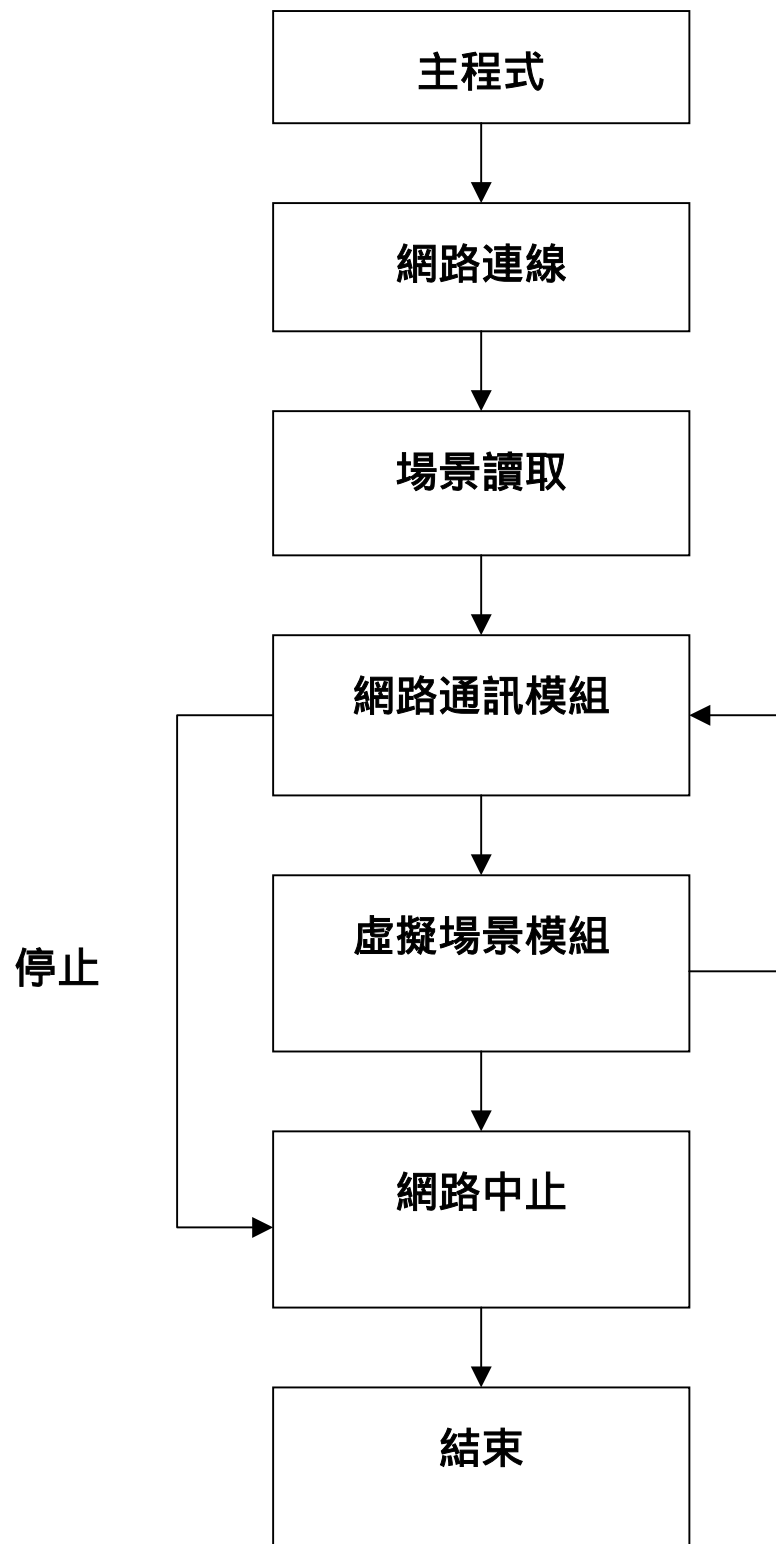 主程式
網路連線
場景讀取
網路通訊模組
虛擬場景模組
停止
網路中止
結束